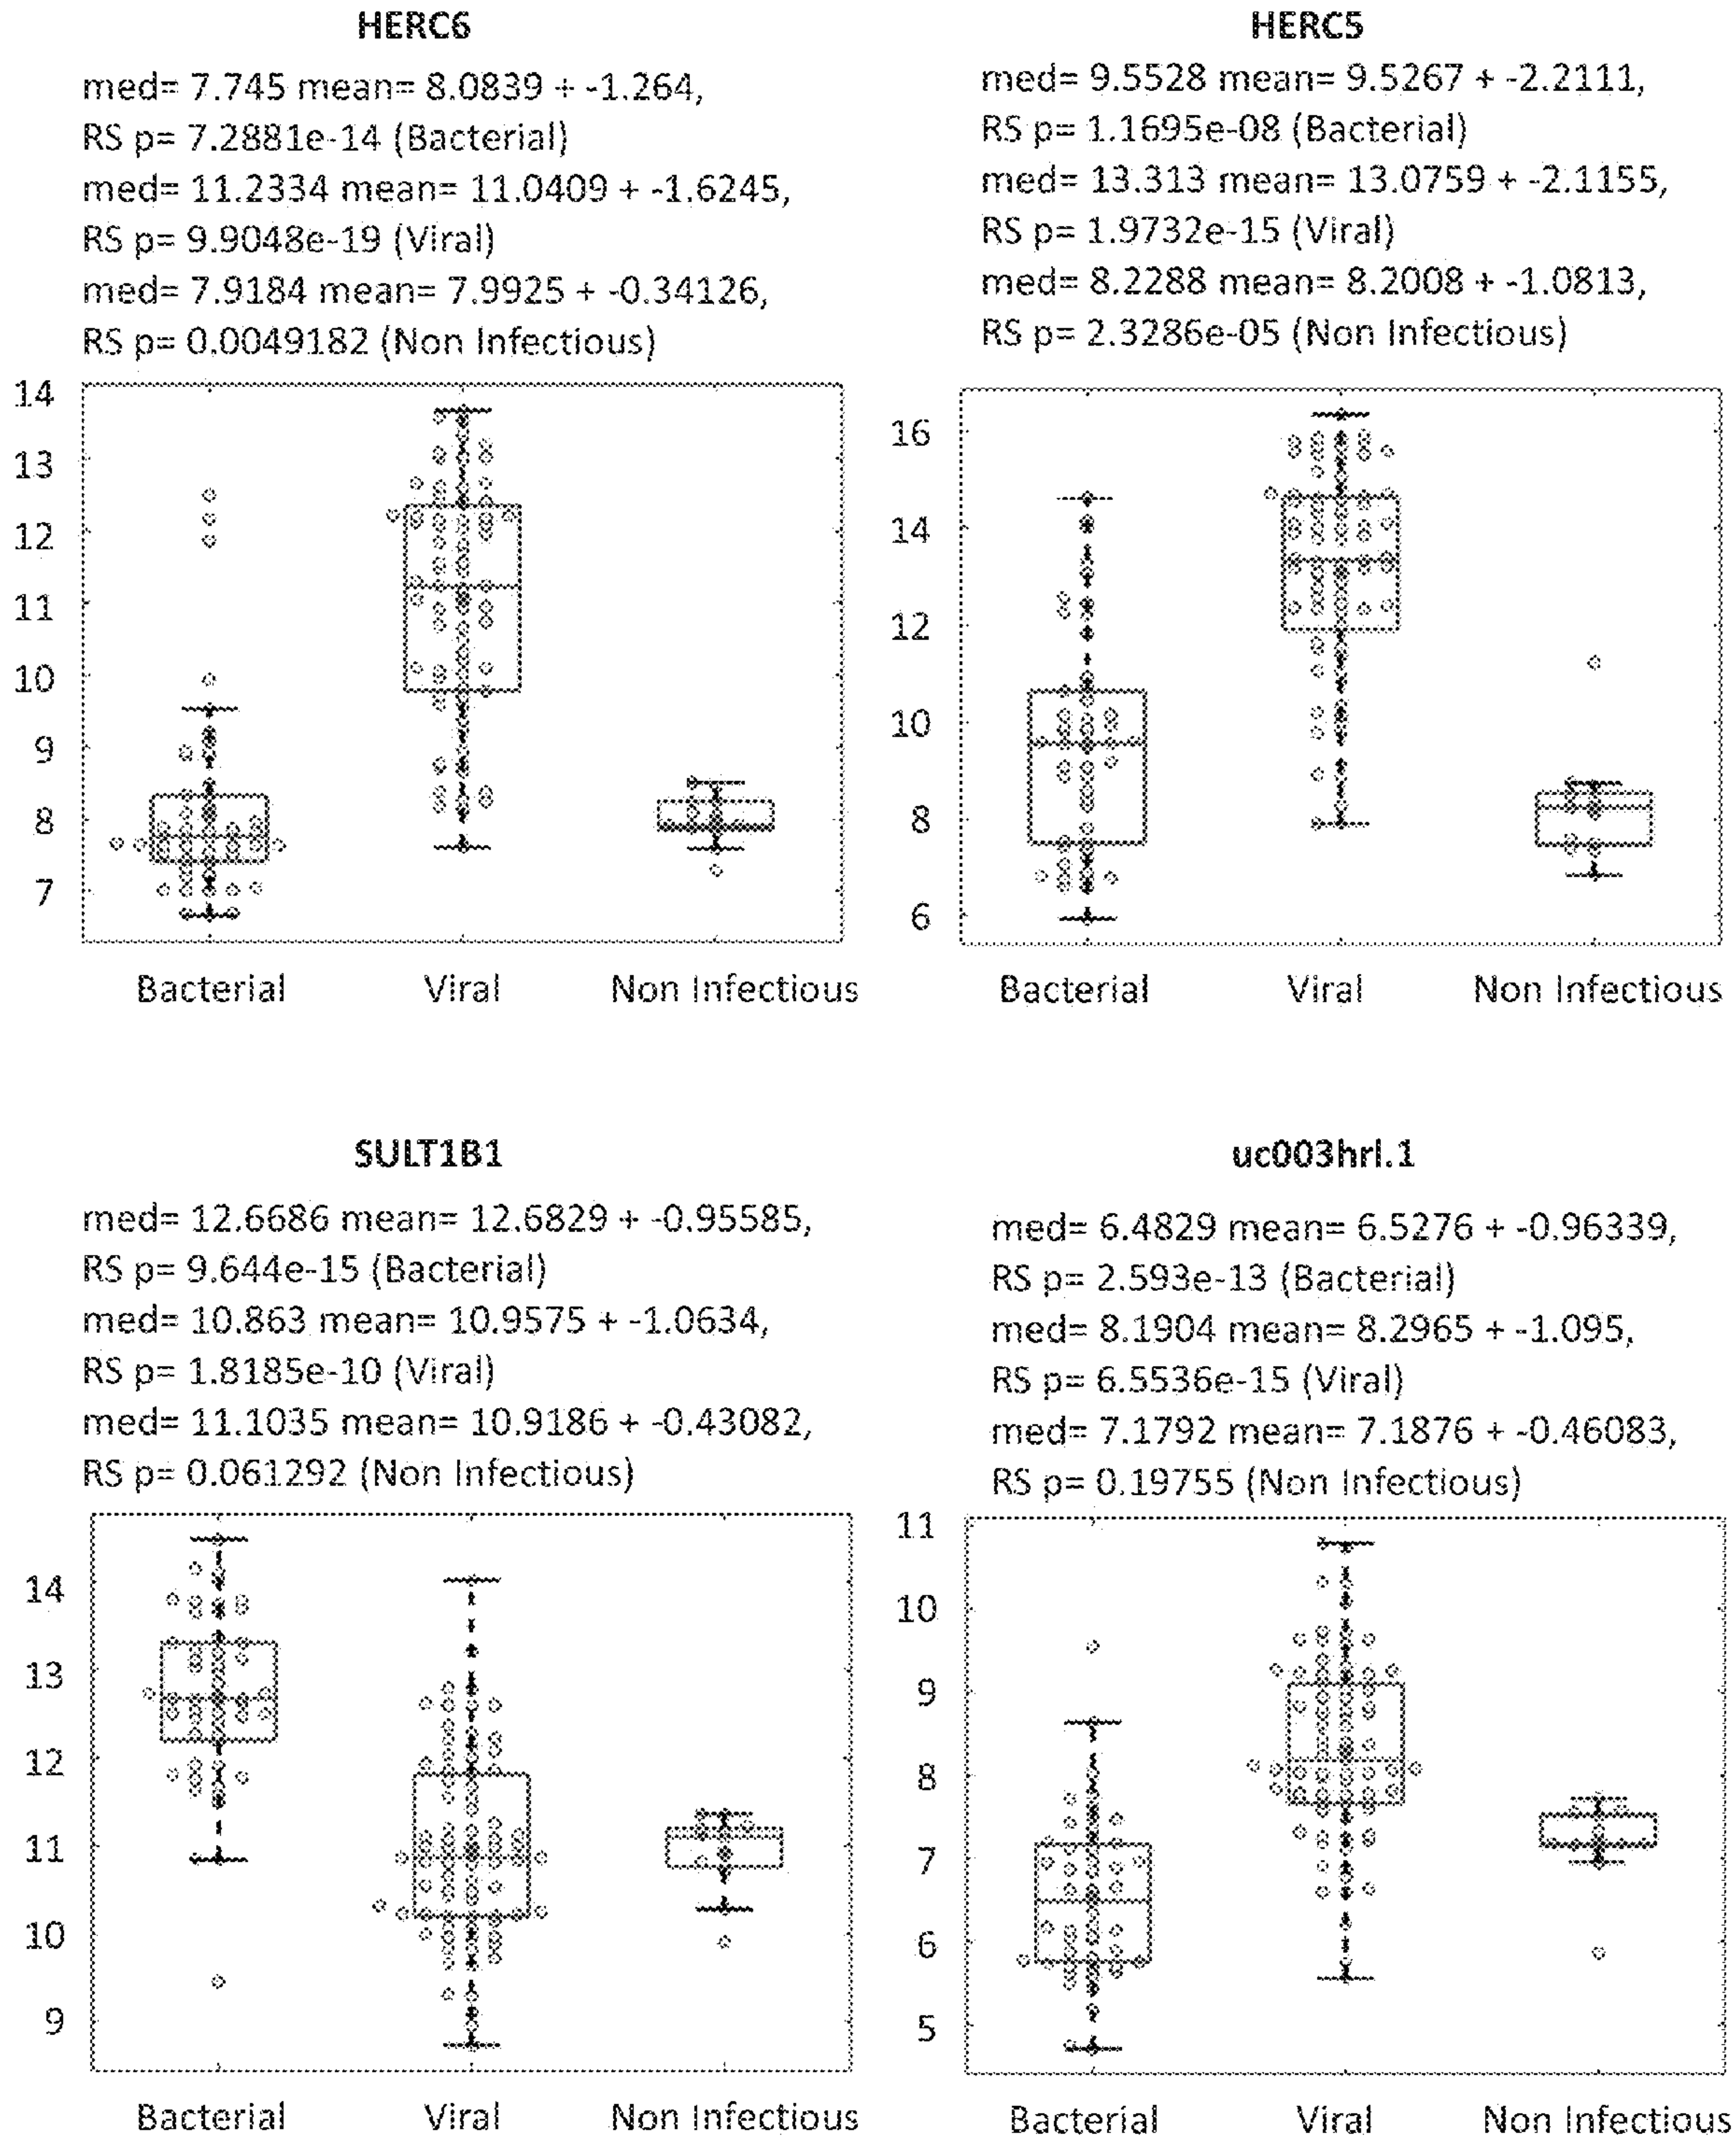 HERC6
med= 7.745 mean= 8.0839 + -1.264,
RS p= 7.2881e-14 (Bacterial)
med= 11.2334 mean= 11.0409 + -1.6245,
RS p= 9.9048e-19 (Viral)
med= 7.9184 mean= 7.9925 + -0.34126,
RS p= 0.0049182 (Non Infectious)
14
13
12
11
10
9
8
7
Bacterial Viral Non Infectious
HERC5
med= 9.5528 mean= 9.5267 + -2.2111,
RS p= 1.1695e-08 (Bacterial)
med= 13.313 mean= 13.0759 + -2.1155,
RS p= 1.9732e-15 (Viral)
med= 8.2288 mean= 8.2008 + -1.0813,
RS p= 2.3286e-05 (Non Infectious)
16
14
12
10
8
6
Bacterial Viral Non Infectious
SULT1B1
med= 12.6686 mean= 12.6829 + -0.95585,
RS p= 9.644e-15 (Bacterial)
med= 10.863 mean= 10.9575 + -1.0634,
RS p= 1.8185e-10 (Viral)
med= 11.1035 mean= 10.9186 + -0.43082,
RS p= 0.061292 (Non Infectious)
14
13
12
11
10
9
Bacterial Viral Non Infectious
uc003hrl.1
med= 6.4829 mean= 6.5276 + -0.96339,
RS p= 2.593e-13 (Bacterial)
med= 8.1904 mean= 8.2965 + -1.095,
RS p= 6.5536e-15 (Viral)
med= 7.1792 mean= 7.1876 + -0.46083,
RS p= 0.19755 (Non Infectious)
11
10
9
8
7
6
5
Bacterial Viral Non Infectious